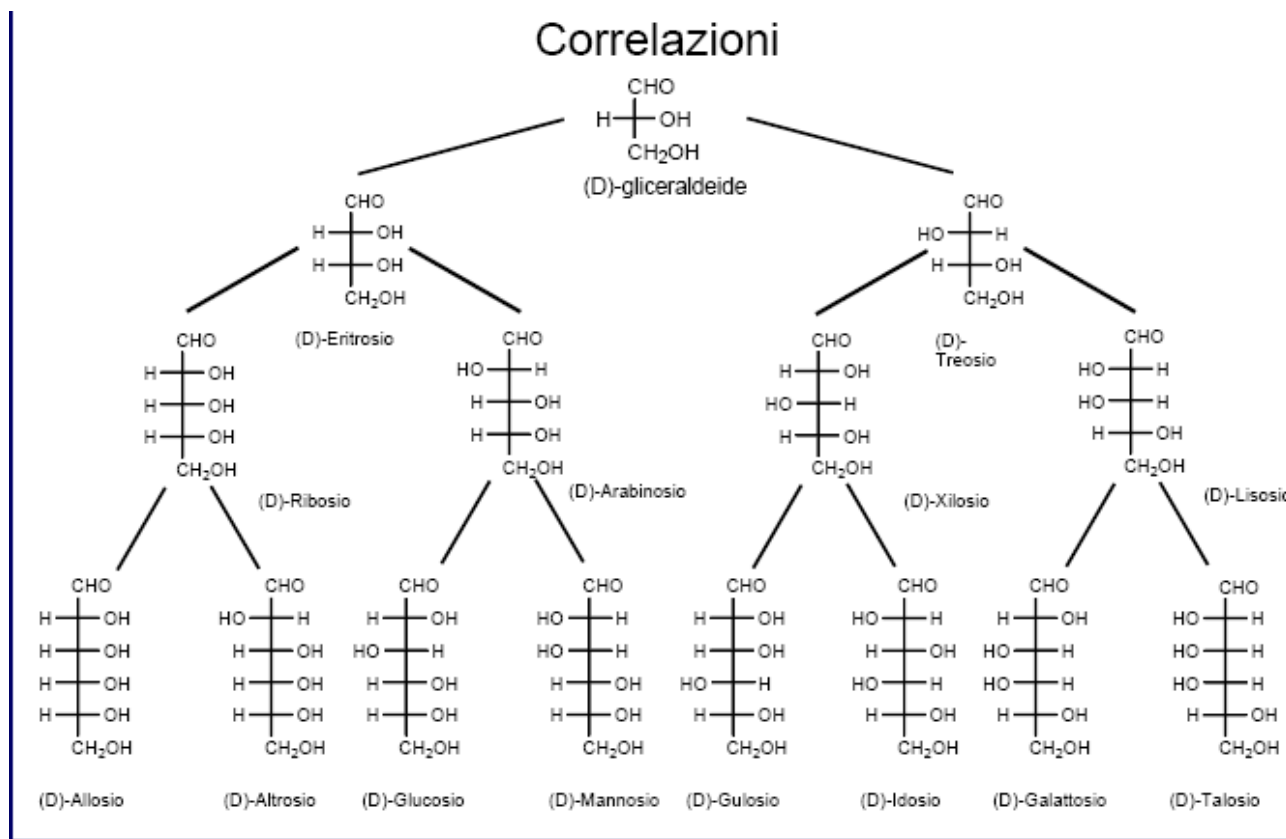 Correlazioni
CHO
H OH
CH₂OH
(D)-gliceraldeide
CHO
H OH
H OH
CH₂OH
(D)-Eritrosio
CHO
HO H
H OH
CH₂OH
(D)-
Treosio
CHO
H OH
H OH
H OH
CH₂OH
(D)-Ribosio
CHO
HO H
H OH
H OH
CH₂OH
(D)-Arabinosio
CHO
H OH
HO H
H OH
CH₂OH
(D)-Xilosio
CHO
HO H
HO H
H OH
CH₂OH
(D)-Lisosio
CHO
H OH
H OH
H OH
H OH
CH₂OH
(D)-Allosio
CHO
HO H
H OH
H OH
H OH
CH₂OH
(D)-Altrosio
CHO
H OH
HO H
H OH
H OH
CH₂OH
(D)-Glucosio
CHO
HO H
HO H
H OH
H OH
CH₂OH
(D)-Mannosio
CHO
H OH
H OH
HO H
H OH
CH₂OH
(D)-Gulosio
CHO
HO H
H OH
HO H
H OH
CH₂OH
(D)-Idosio
CHO
H OH
HO H
HO H
H OH
CH₂OH
(D)-Galattosio
CHO
HO H
HO H
HO H
H OH
CH₂OH
(D)-Talosio